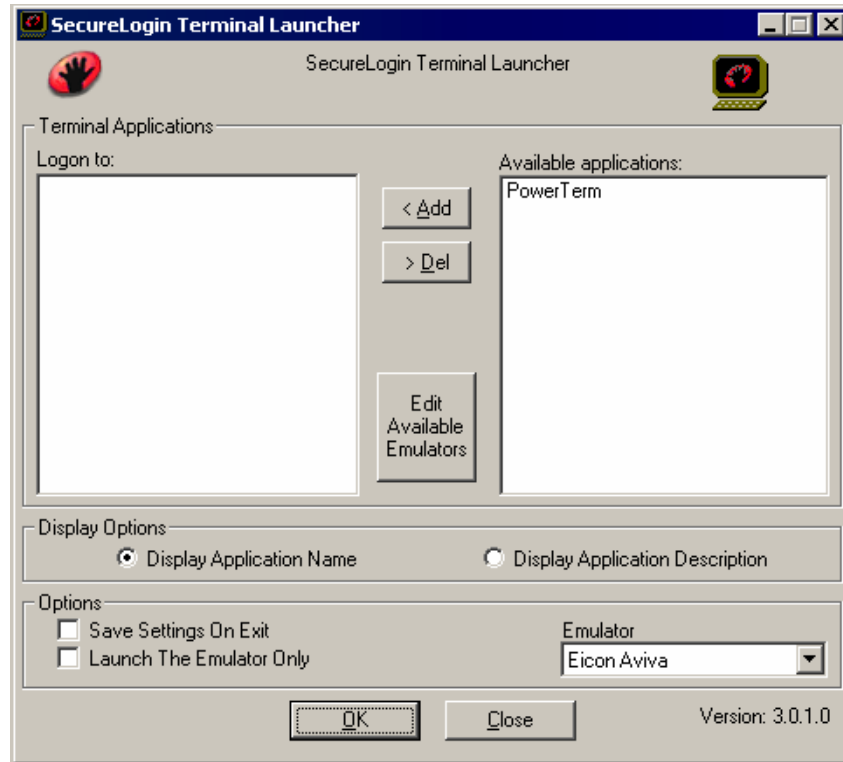 SecureLogin Terminal Launcher
SecureLogin Terminal Launcher
Terminal Applications
Logon to:
Available applications:
PowerTerm
< Add
> Del
Edit
Available
Emulators
Display Options
Display Application Name
Display Application Description
Options
Save Settings On Exit
Launch The Emulator Only
Emulator
Eicon Aviva
OK
Close
Version: 3.0.1.0